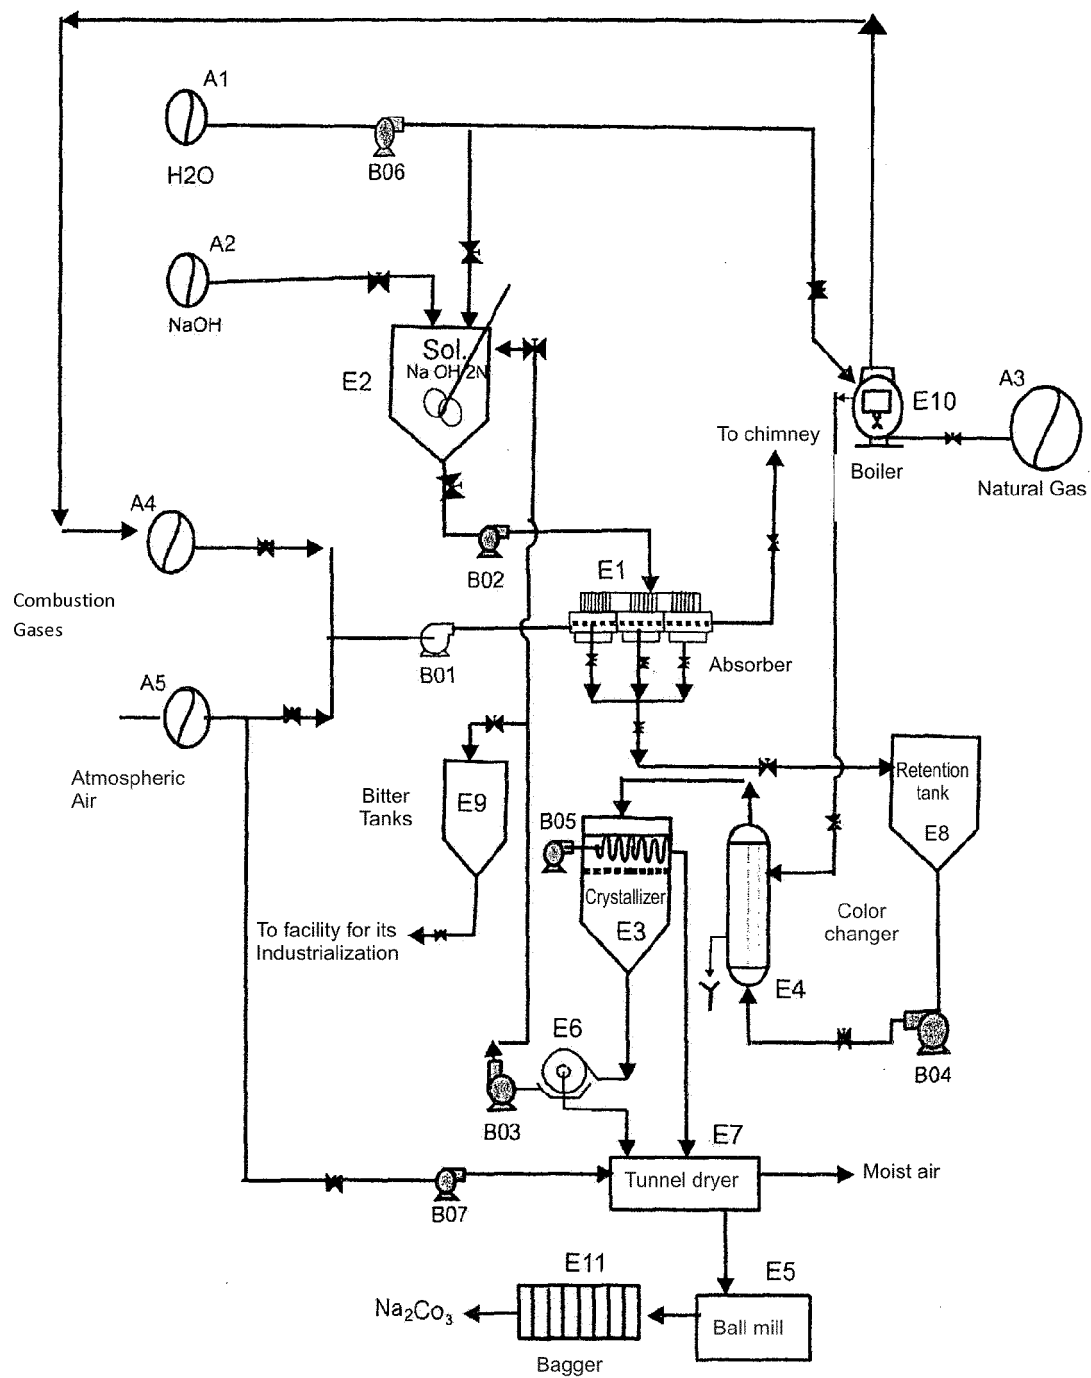 A1
H2O
B06
A2
NaOH
Sol.
Na OH 2N
E2
A3
E10
Boiler
Natural Gas
To chimney
A4
Combustion
Gases
B02
E1
B01
Absorber
A5
Atmospheric
Air
Bitter
Tanks
E9
To facility for its
Industrialization
B05
Crystallizer
E3
Retention
tank
E8
Color
changer
E4
B04
E6
B03
E7
Tunnel dryer
Moist air
B07
E5
Ball mill
E11
Bagger
Na₂Co₃